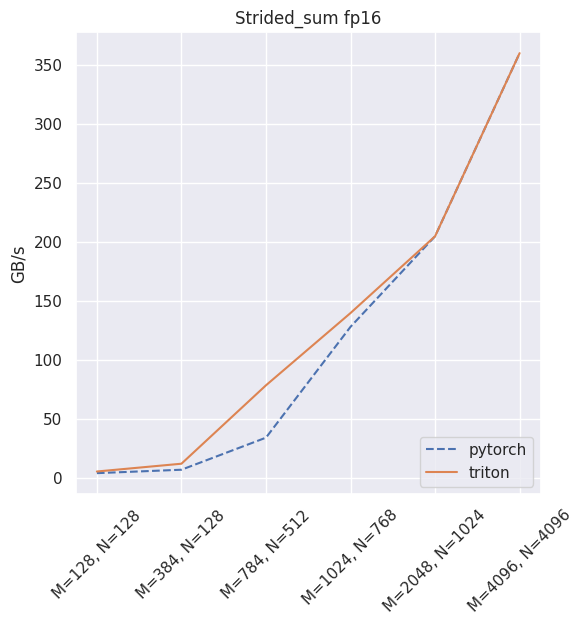 Strided_sum fp16
GB/s
350
300
250
200
150
100
50
0
pytorch
triton
M=128, N=128
M=384, N=128
M=784, N=512
M=1024, N=768
M=2048, N=1024
M=4096, N=4096